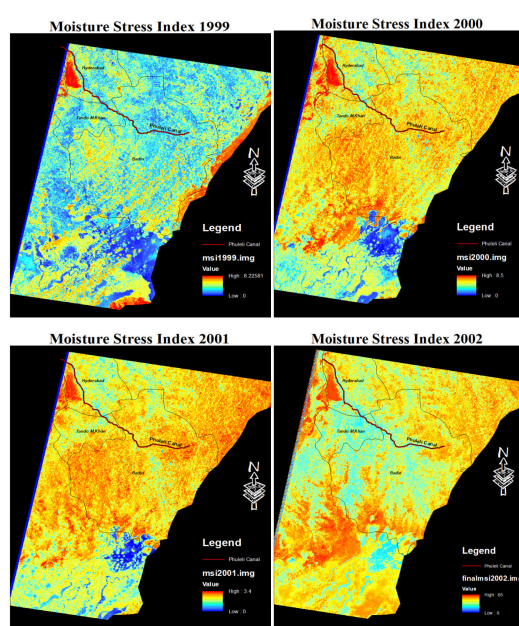 Moisture Stress Index 1999
Hyderabad
Tando M.Khan
Phuleli Canal
Badin
N
Legend
Phuleli Canal
msi1999.img
Value
High : 8.22581
Low : 0
Moisture Stress Index 2000
Hyderabad
Tando M.Khan
Phuleli Canal
Badin
N
Legend
Phuleli Canal
msi2000.img
Value
High : 8.5
Low : 0
Moisture Stress Index 2001
Hyderabad
Tando M.Khan
Phuleli Canal
Badin
N
Legend
Phuleli Canal
msi2001.img
Value
High : 3.4
Low : 0
Moisture Stress Index 2002
Hyderabad
Tando M.Khan
Phuleli Canal
Badin
N
Legend
Phuleli Canal
finalmsi2002.im
Value
Low : 0